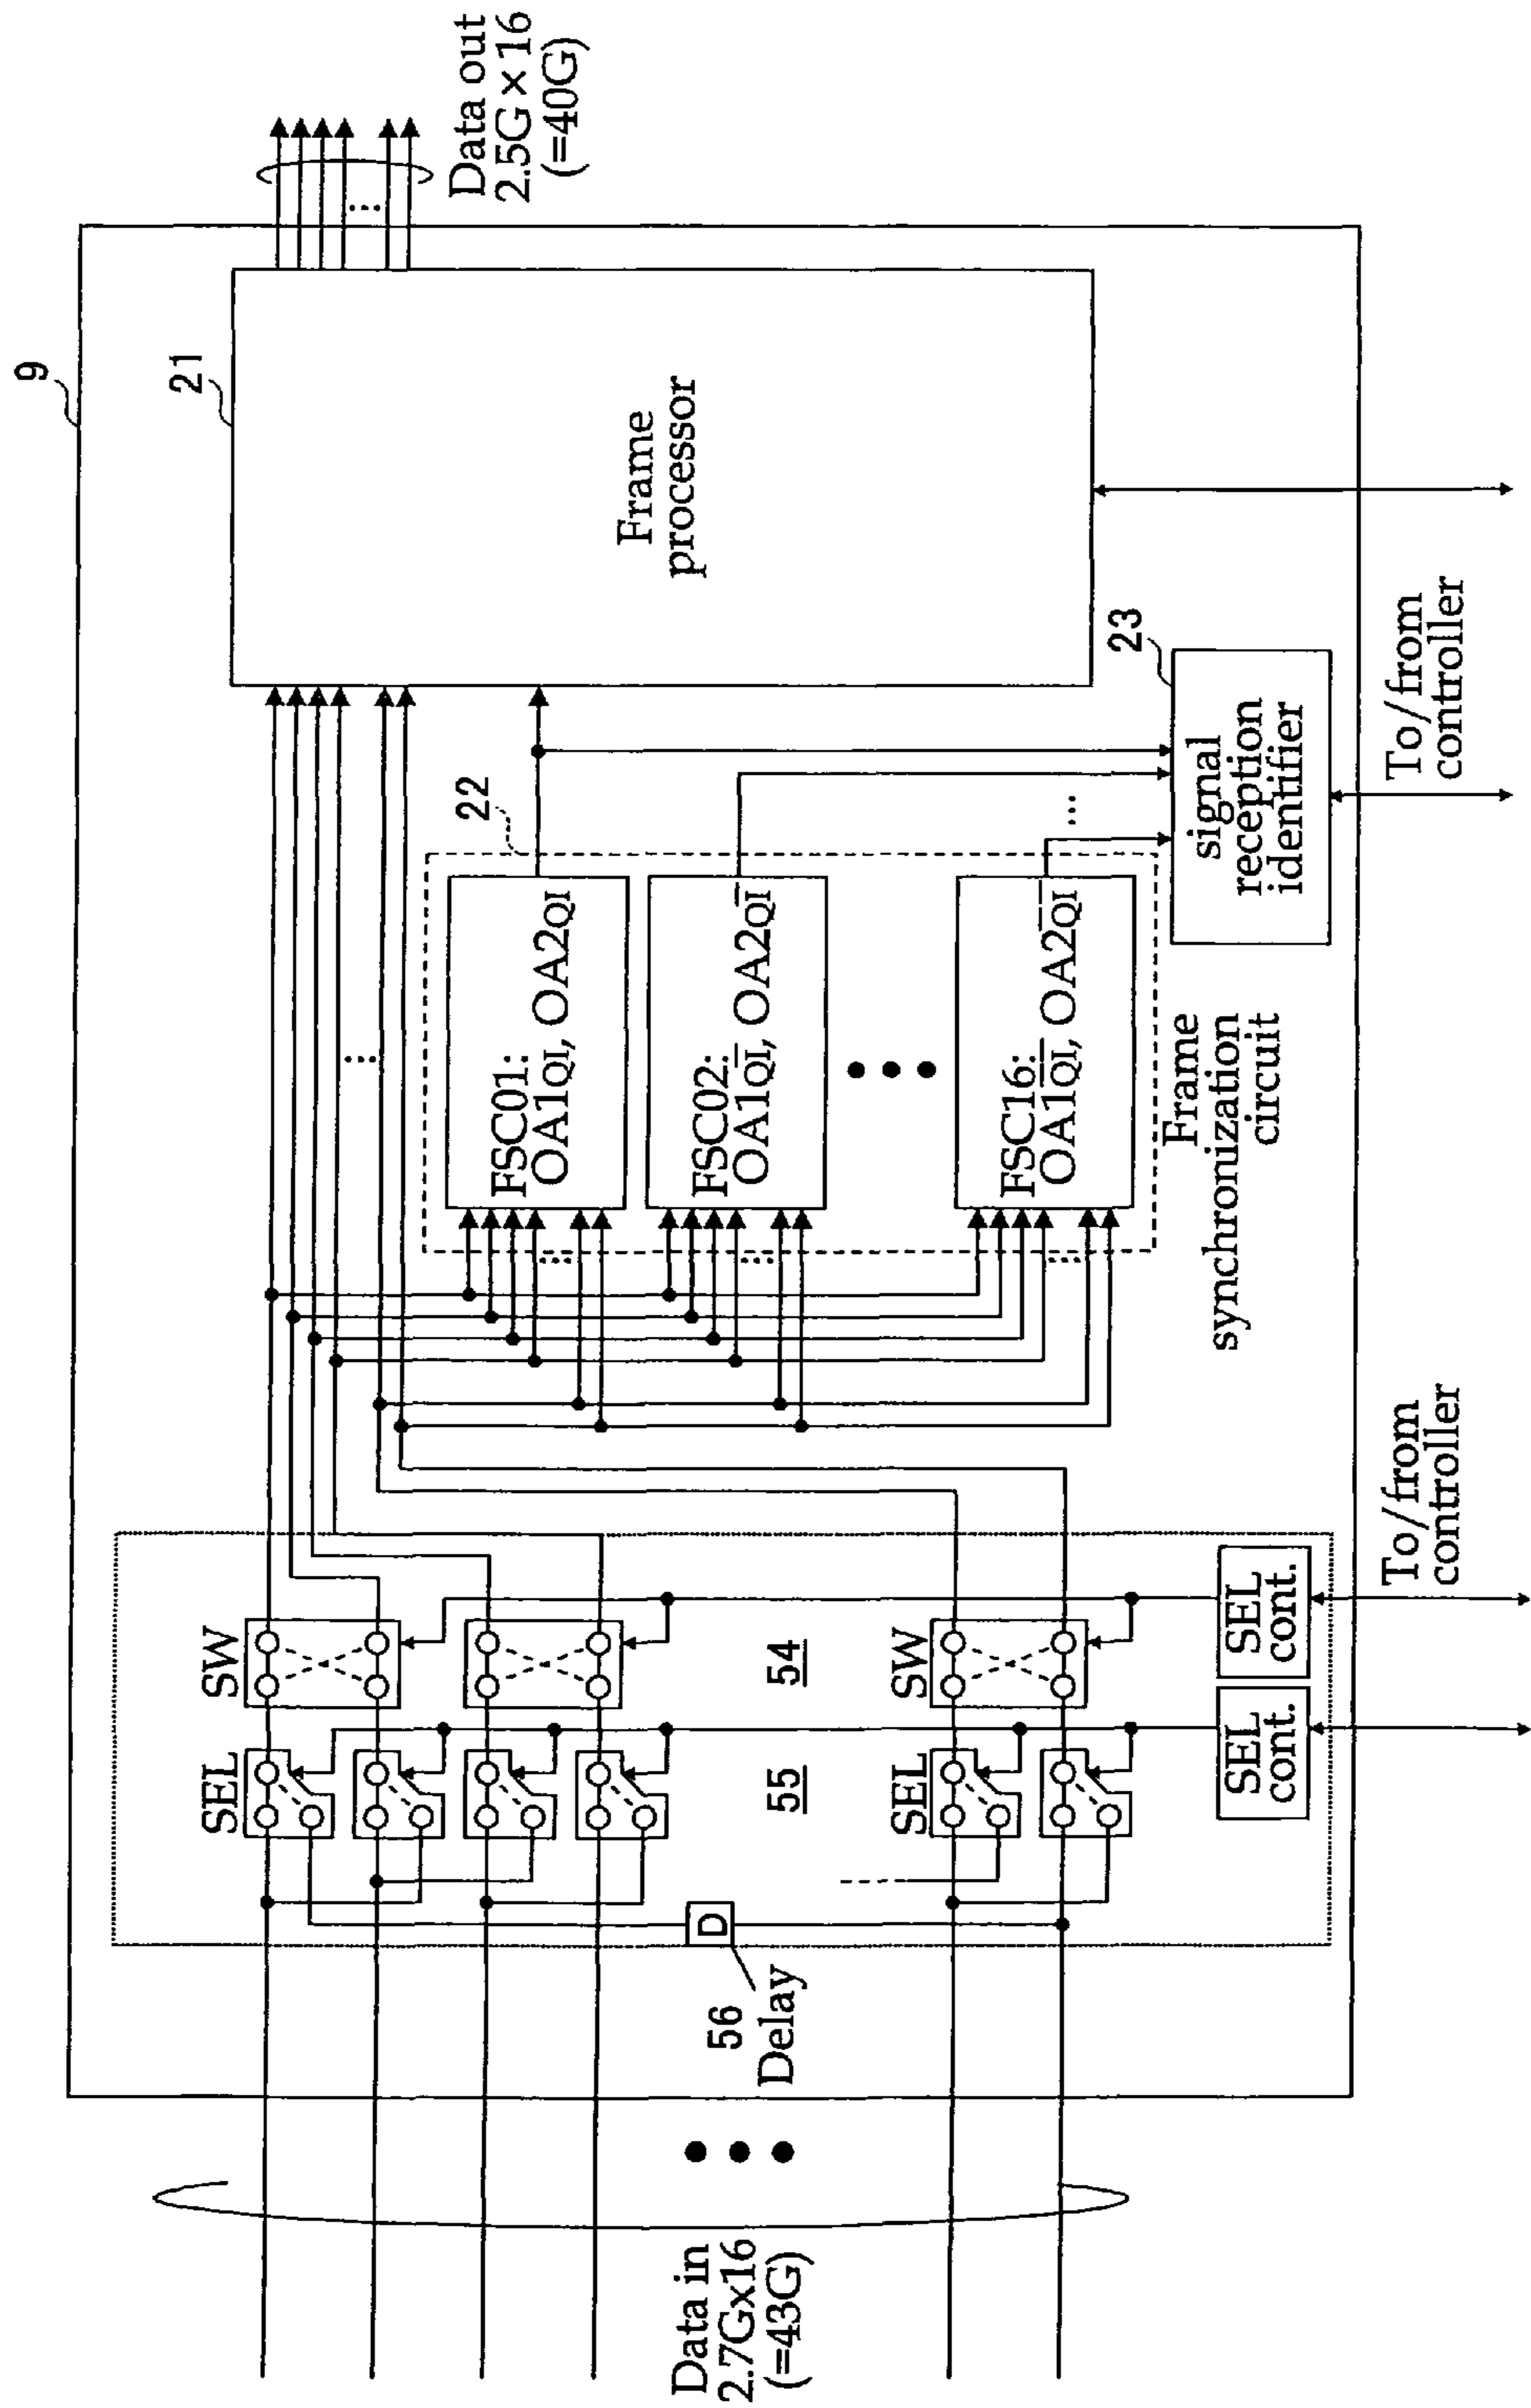 9
21
Data out
2.5G×16
(=40G)
SEL
SW
Frame
processor
22
FSC01:
OA1QI, OA2QI
FSC02:
OA1QI̅, OA2QI̅
FSC16:
OA1Q̅I̅, OA2Q̅I̅
Frame
synchronization
circuit
23
signal
reception
identifier
Data in
2.7Gx16
(=43G)
56
Delay
D
55
54
SEL
SW
SEL
cont.
SEL
cont.
To/from
controller
To/from
controller